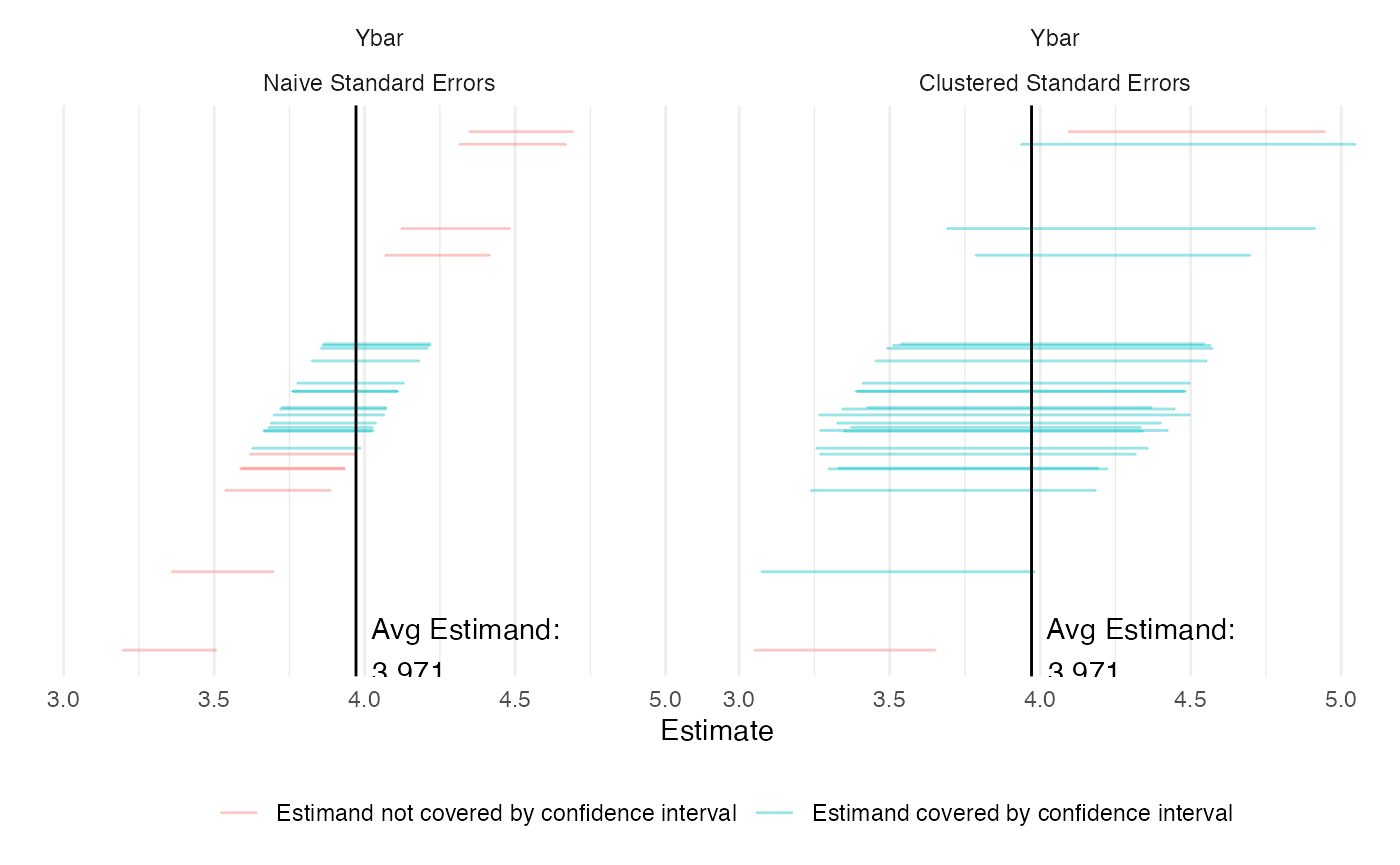 Ybar
Naive Standard Errors
Ybar
Clustered Standard Errors
Avg Estimand:
3.971
Avg Estimand:
3.971
3.0 3.5 4.0 4.5 5.0
3.0 3.5 4.0 4.5 5.0
Estimate
Estimand not covered by confidence interval
Estimand covered by confidence interval